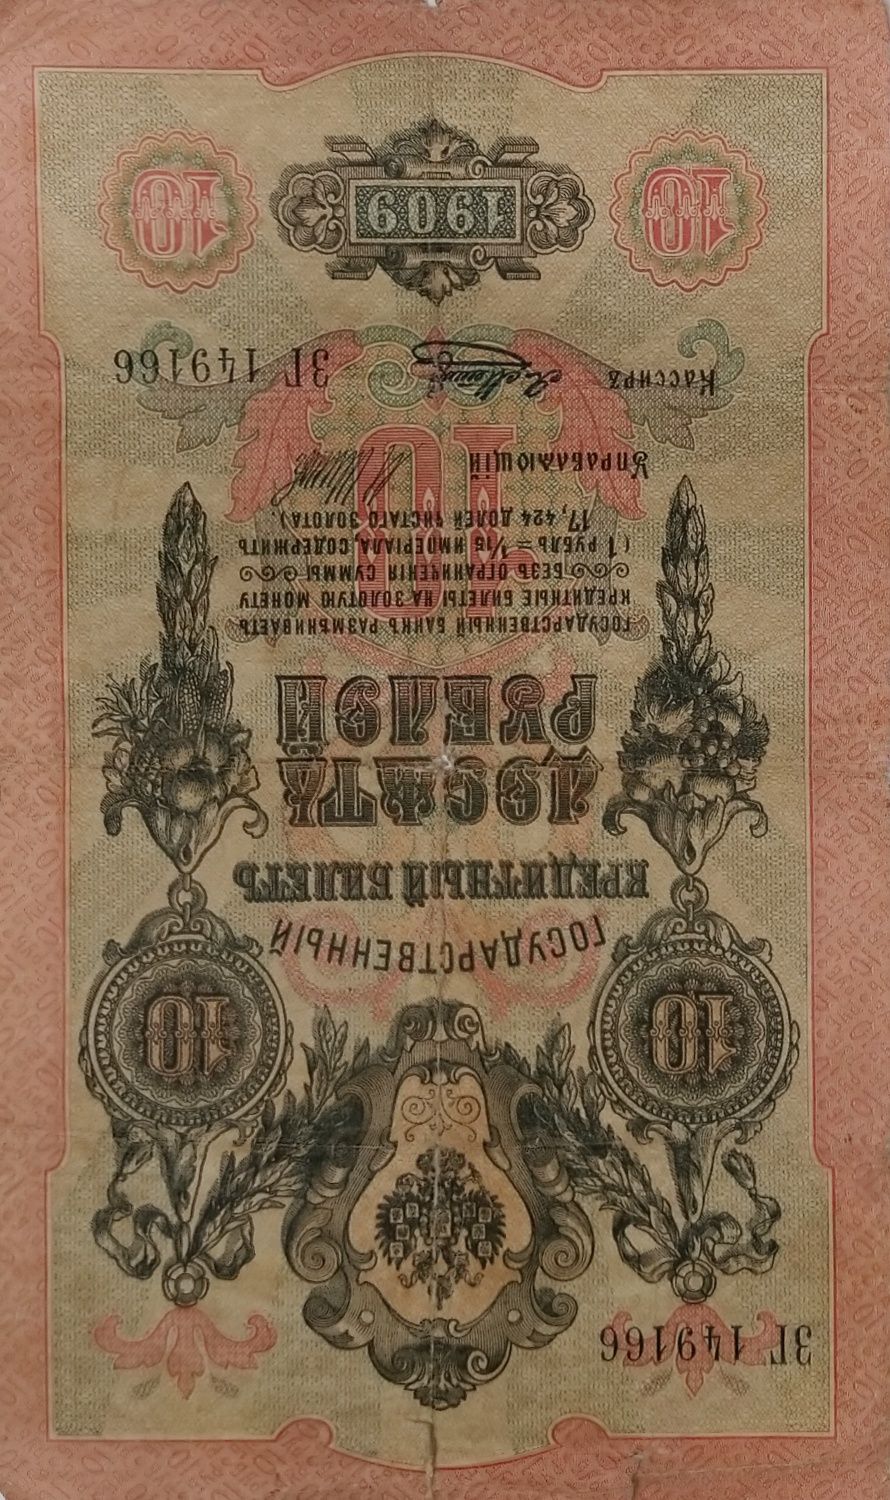 ЗГ 149166
10 10
ГОСУДАРСТВЕННЫЙ
КРЕДИТНЫЙ БИЛЕТЪ
ДЕСЯТЬ
РУБЛЕЙ
ГОСУДАРСТВЕННЫЙ БАНКЪ РАЗМѢНИВАЕТЪ
КРЕДИТНЫЕ БИЛЕТЫ НА ЗОЛОТУЮ МОНЕТУ
БЕЗЪ ОГРАНИЧЕНІЯ СУММЫ
(1 РУБЛЬ = 1/15 ИМПЕРІАЛА, СОДЕРЖИТЪ
17,424 ДОЛЕЙ ЧИСТАГО ЗОЛОТА).
10
УПРАВЛЯЮЩІЙ
КАССИРЪ
ЗГ 149166
10 1909 10